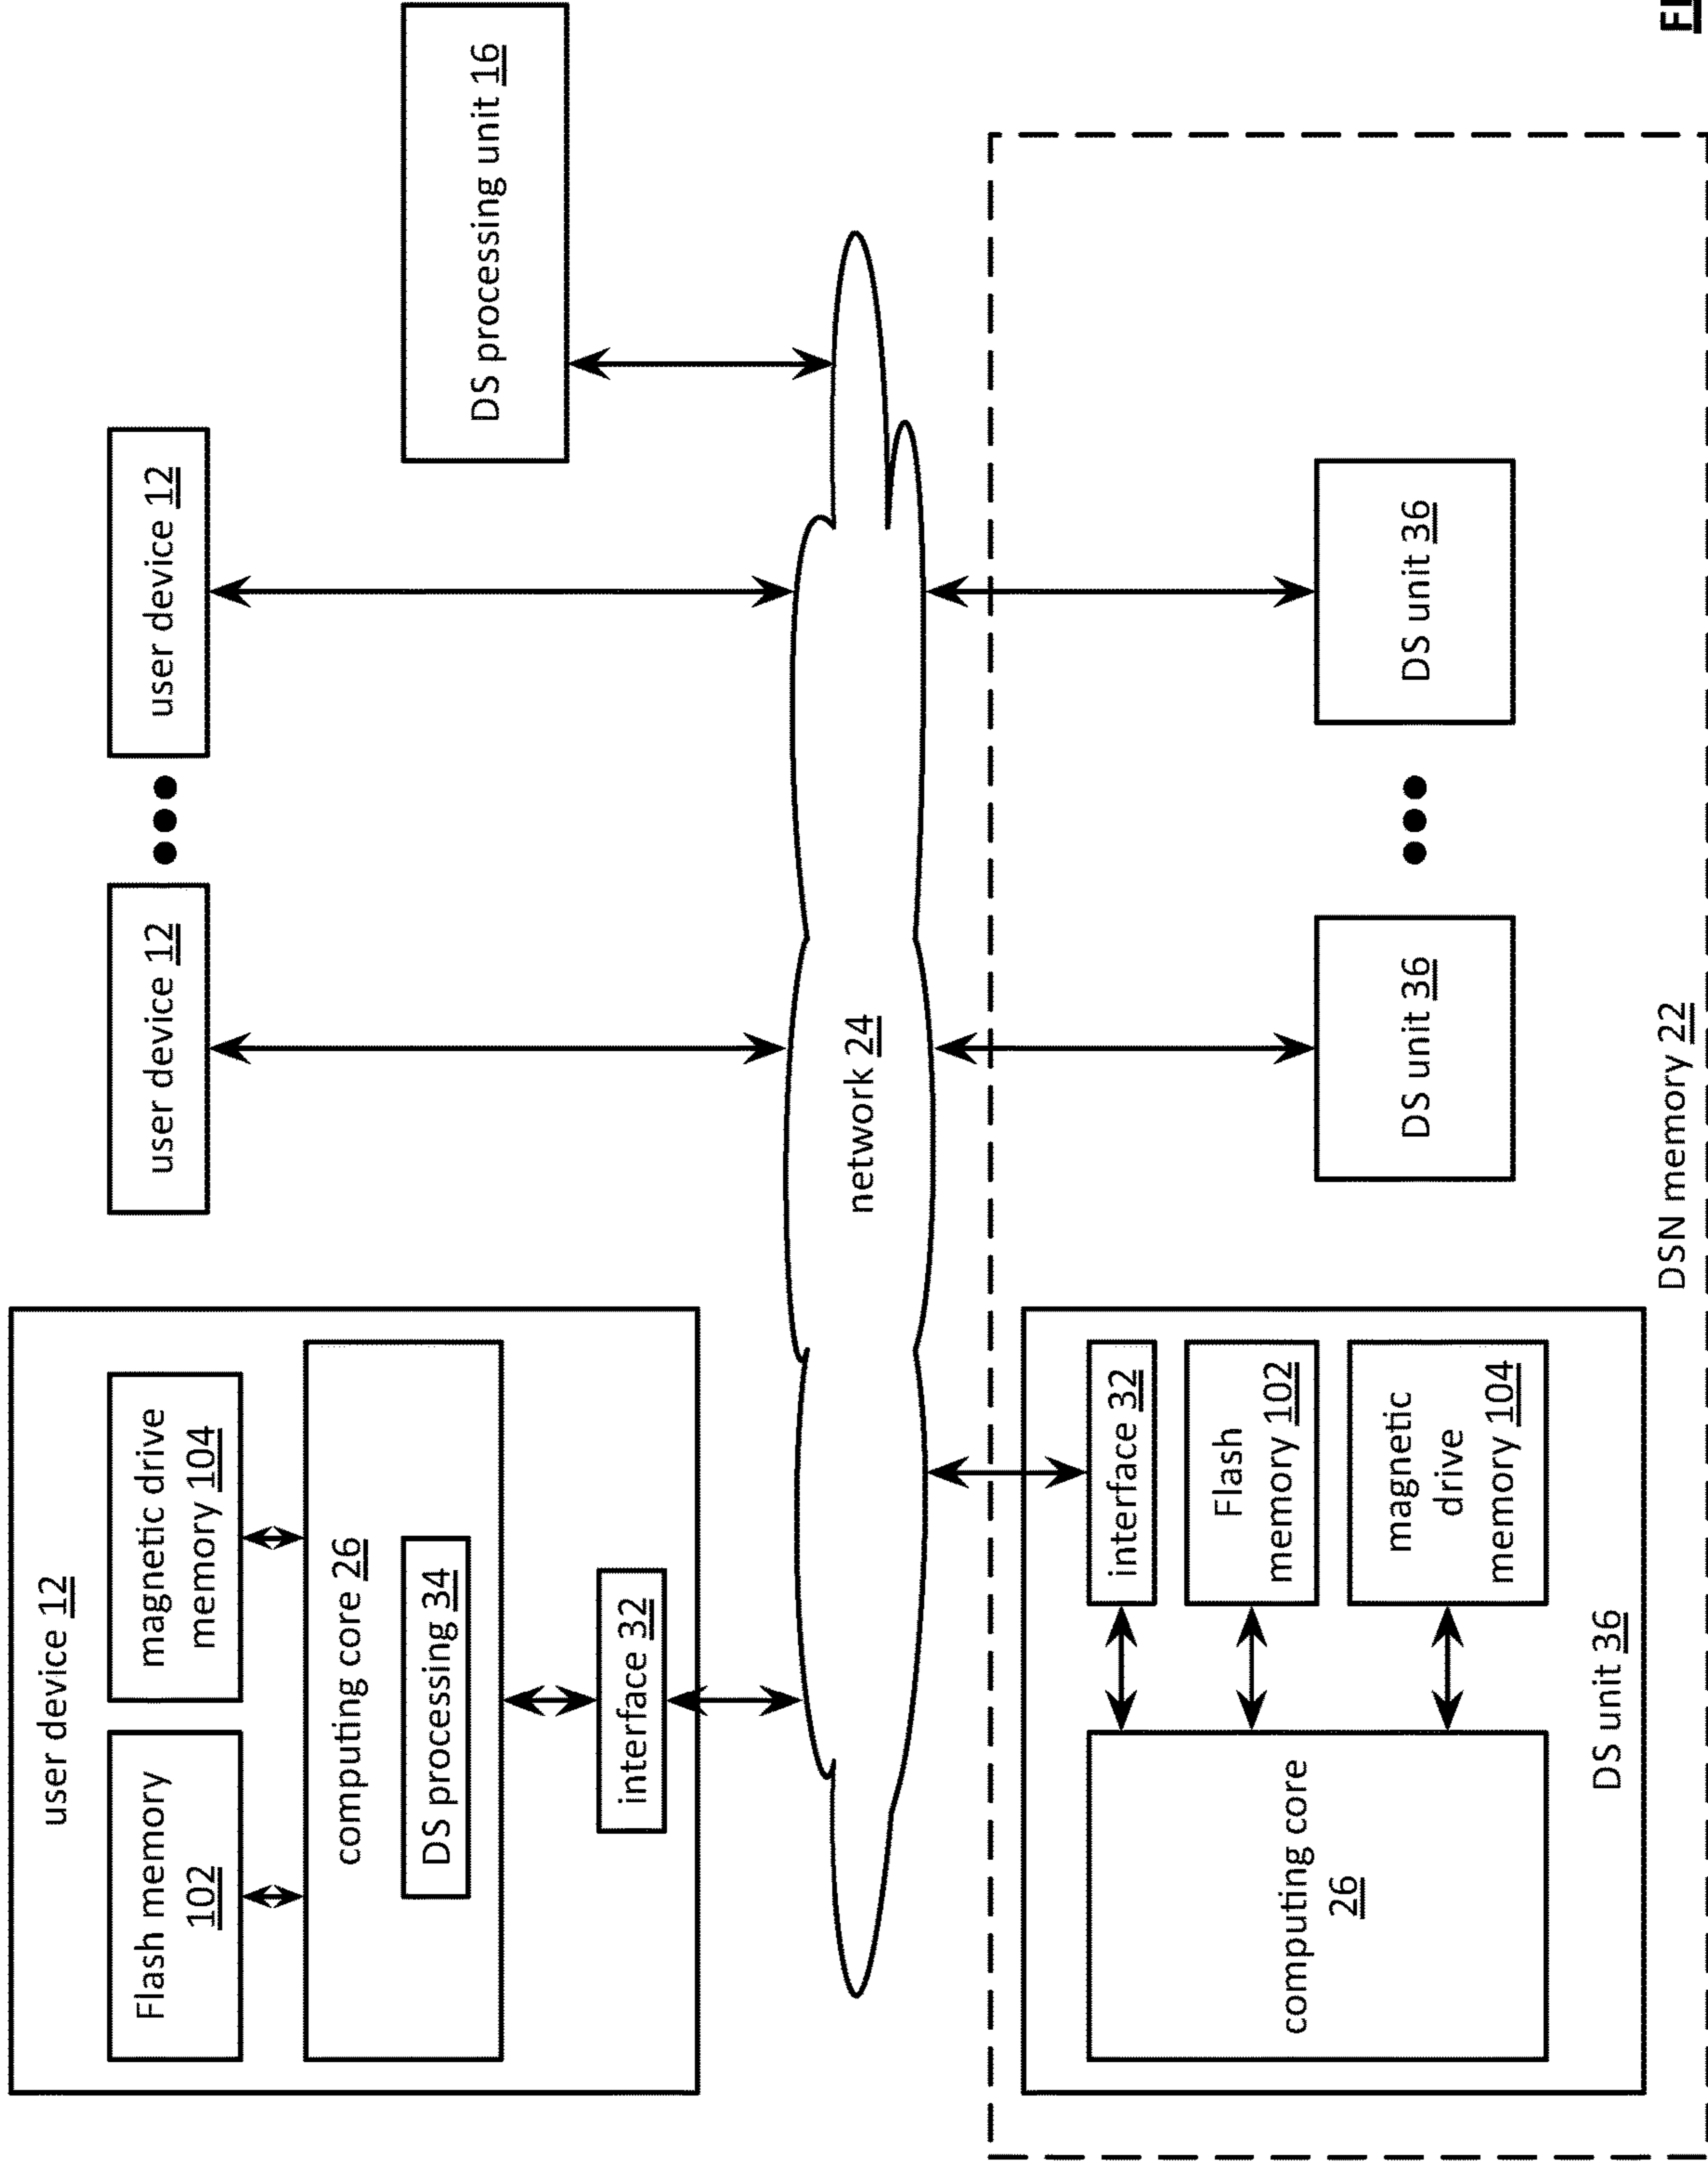 user device 12
Flash memory
102
magnetic drive
memory 104
computing core 26
DS processing 34
interface 32
user device 12
user device 12
DS processing unit 16
network 24
computing core
26
interface 32
Flash
memory 102
magnetic
drive
memory 104
DS unit 36
DS unit 36
DS unit 36
DSN memory 22